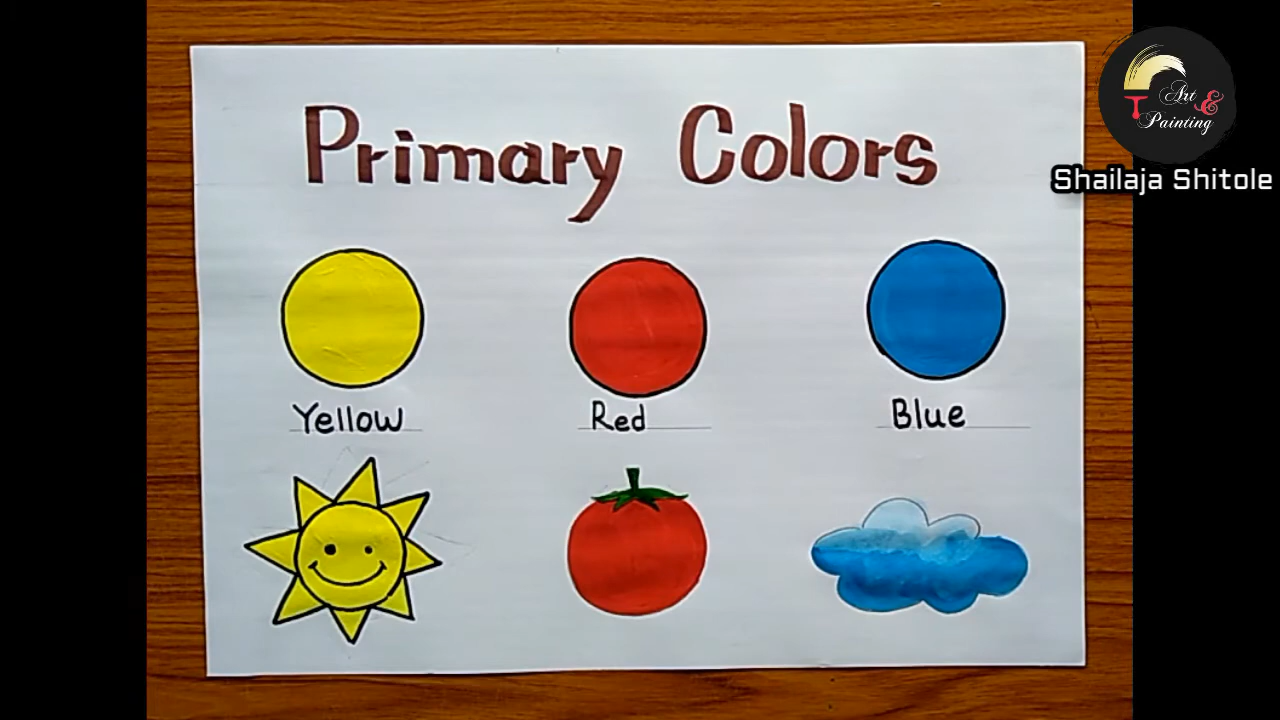 Primary Colors
Art &
Painting
Shailaja Shitole
Yellow Red Blue